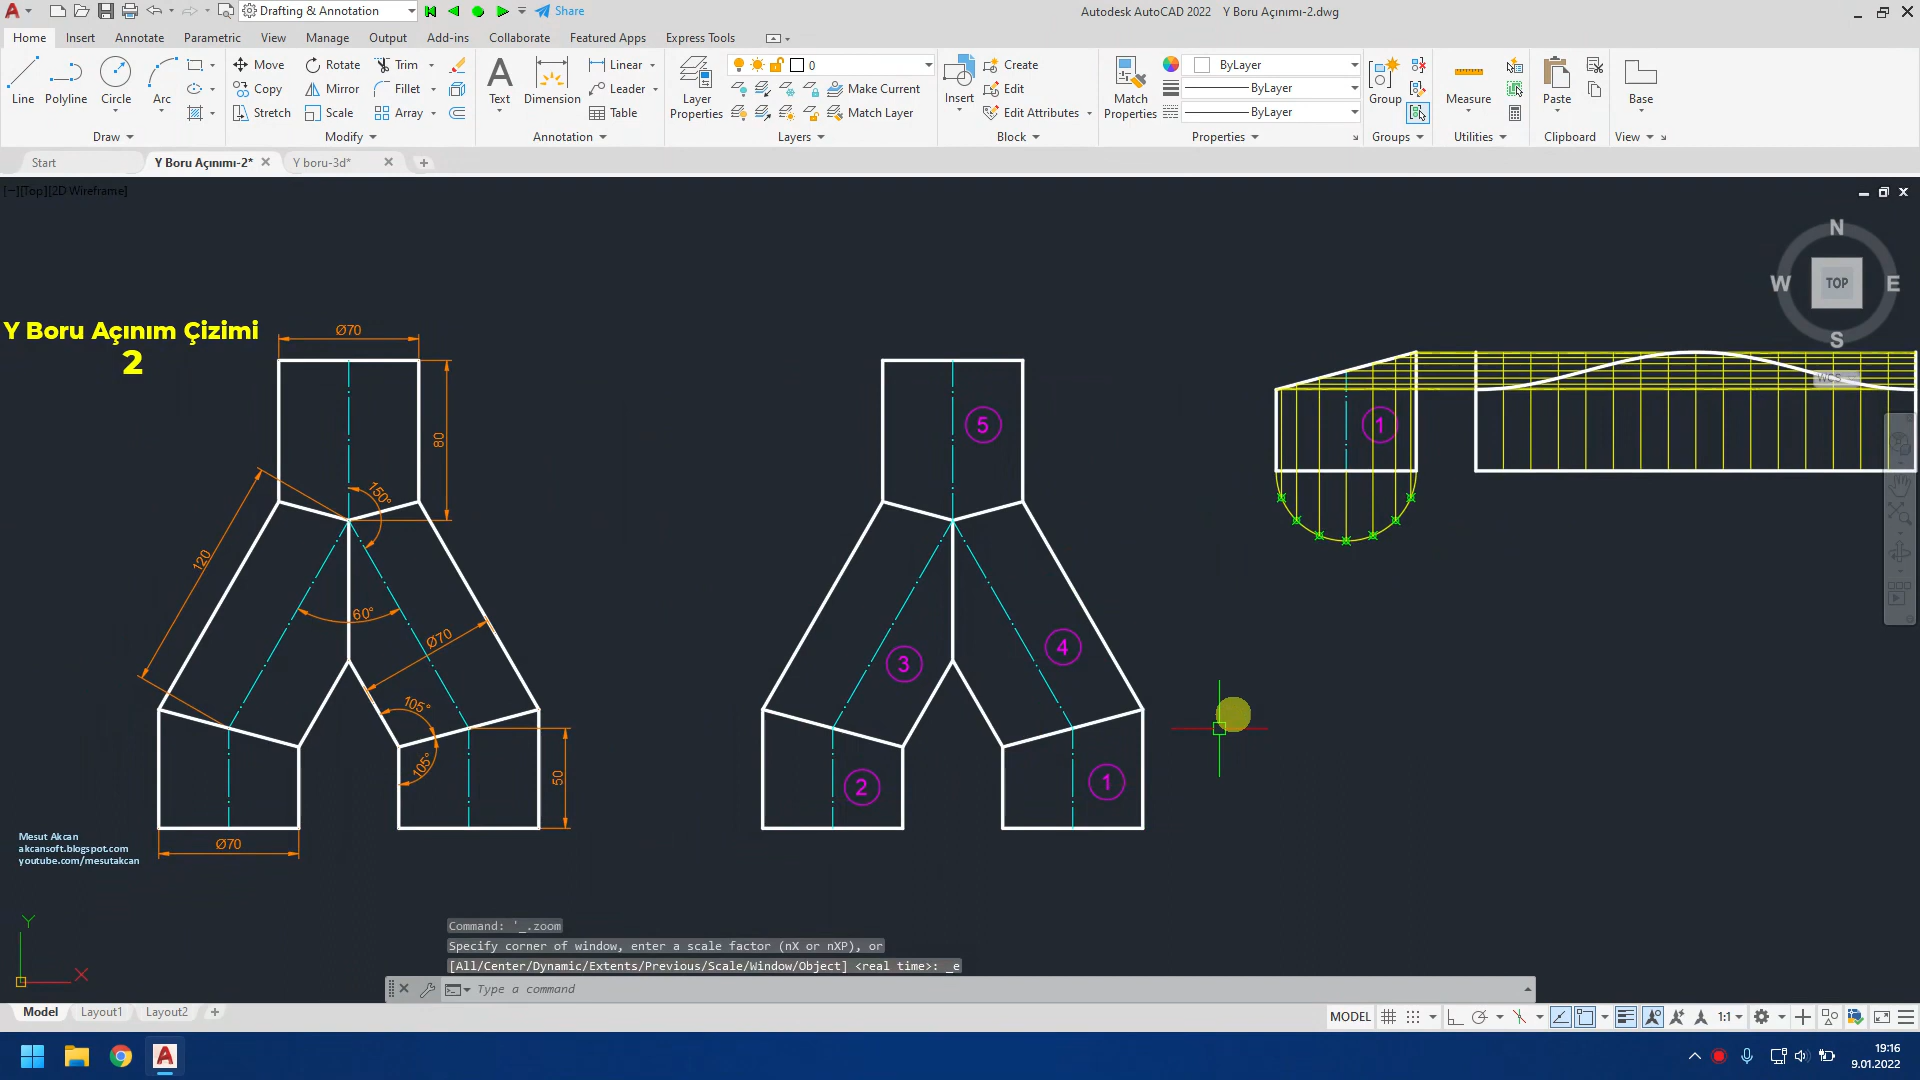 Drafting & Annotation
Share
Autodesk AutoCAD 2022 Y Boru Açınımı-2.dwg
Home Insert Annotate Parametric View Manage Output Add-ins Collaborate Featured Apps Express Tools
Line Polyline Circle Arc
Move Rotate Trim
Copy Mirror Fillet
Stretch Scale Array
Text Dimension
Linear
Leader
Table
Layer Properties
0
Make Current
Match Layer
Insert
Create
Edit
Edit Attributes
Match Properties
ByLayer
ByLayer
ByLayer
Group
Measure
Paste
Base
Draw Modify Annotation Layers Block Properties Groups Utilities Clipboard View
Start Y Boru Açınımı-2* Y boru-3d*
[−][Top][2D Wireframe]
N
W TOP E
S
WCS
Y Boru Açınım Çizimi
2
Ø70
80
150°
120
60°
Ø70
105°
105°
50
Ø70
5
3
4
2
1
1
Mesut Akcan
akcansoft.blogspot.com
youtube.com/mesutakcan
Y
X
Command: '_.zoom
Specify corner of window, enter a scale factor (nX or nXP), or
[All/Center/Dynamic/Extents/Previous/Scale/Window/Object] <real time>: _e
Type a command
Model Layout1 Layout2
MODEL 1:1
19:16
9.01.2022